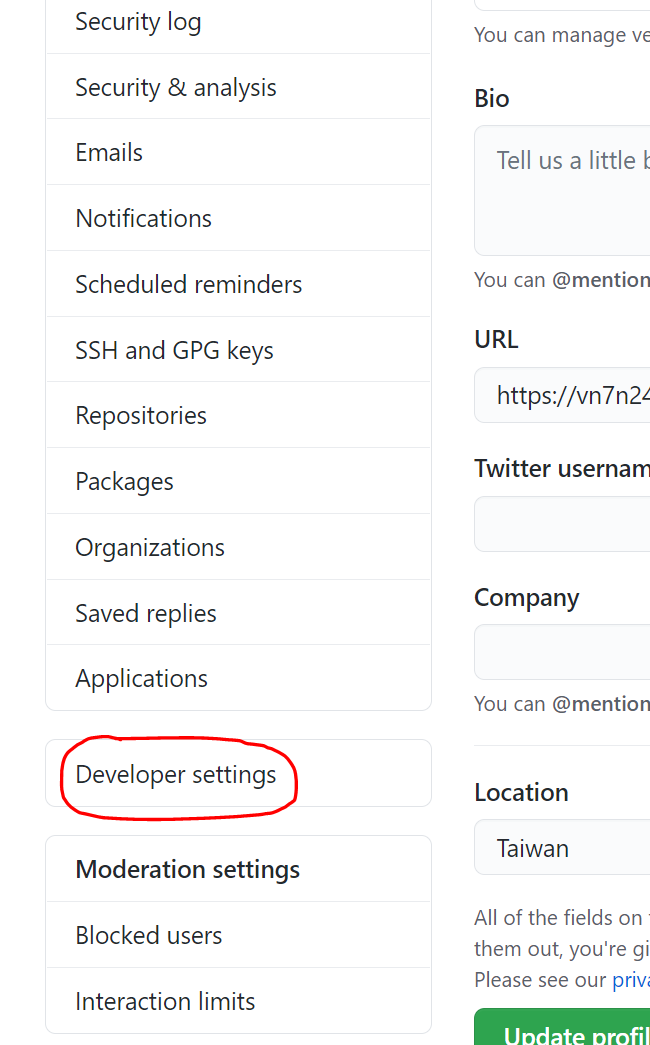 Security log
Security & analysis
Emails
Notifications
Scheduled reminders
SSH and GPG keys
Repositories
Packages
Organizations
Saved replies
Applications
Developer settings
Moderation settings
Blocked users
Interaction limits
You can manage ve
Bio
Tell us a little b
You can @mention
URL
https://vn7n24
Twitter usernam
Company
You can @mention
Location
Taiwan
All of the fields on
them out, you're gi
Please see our priva
Update profil